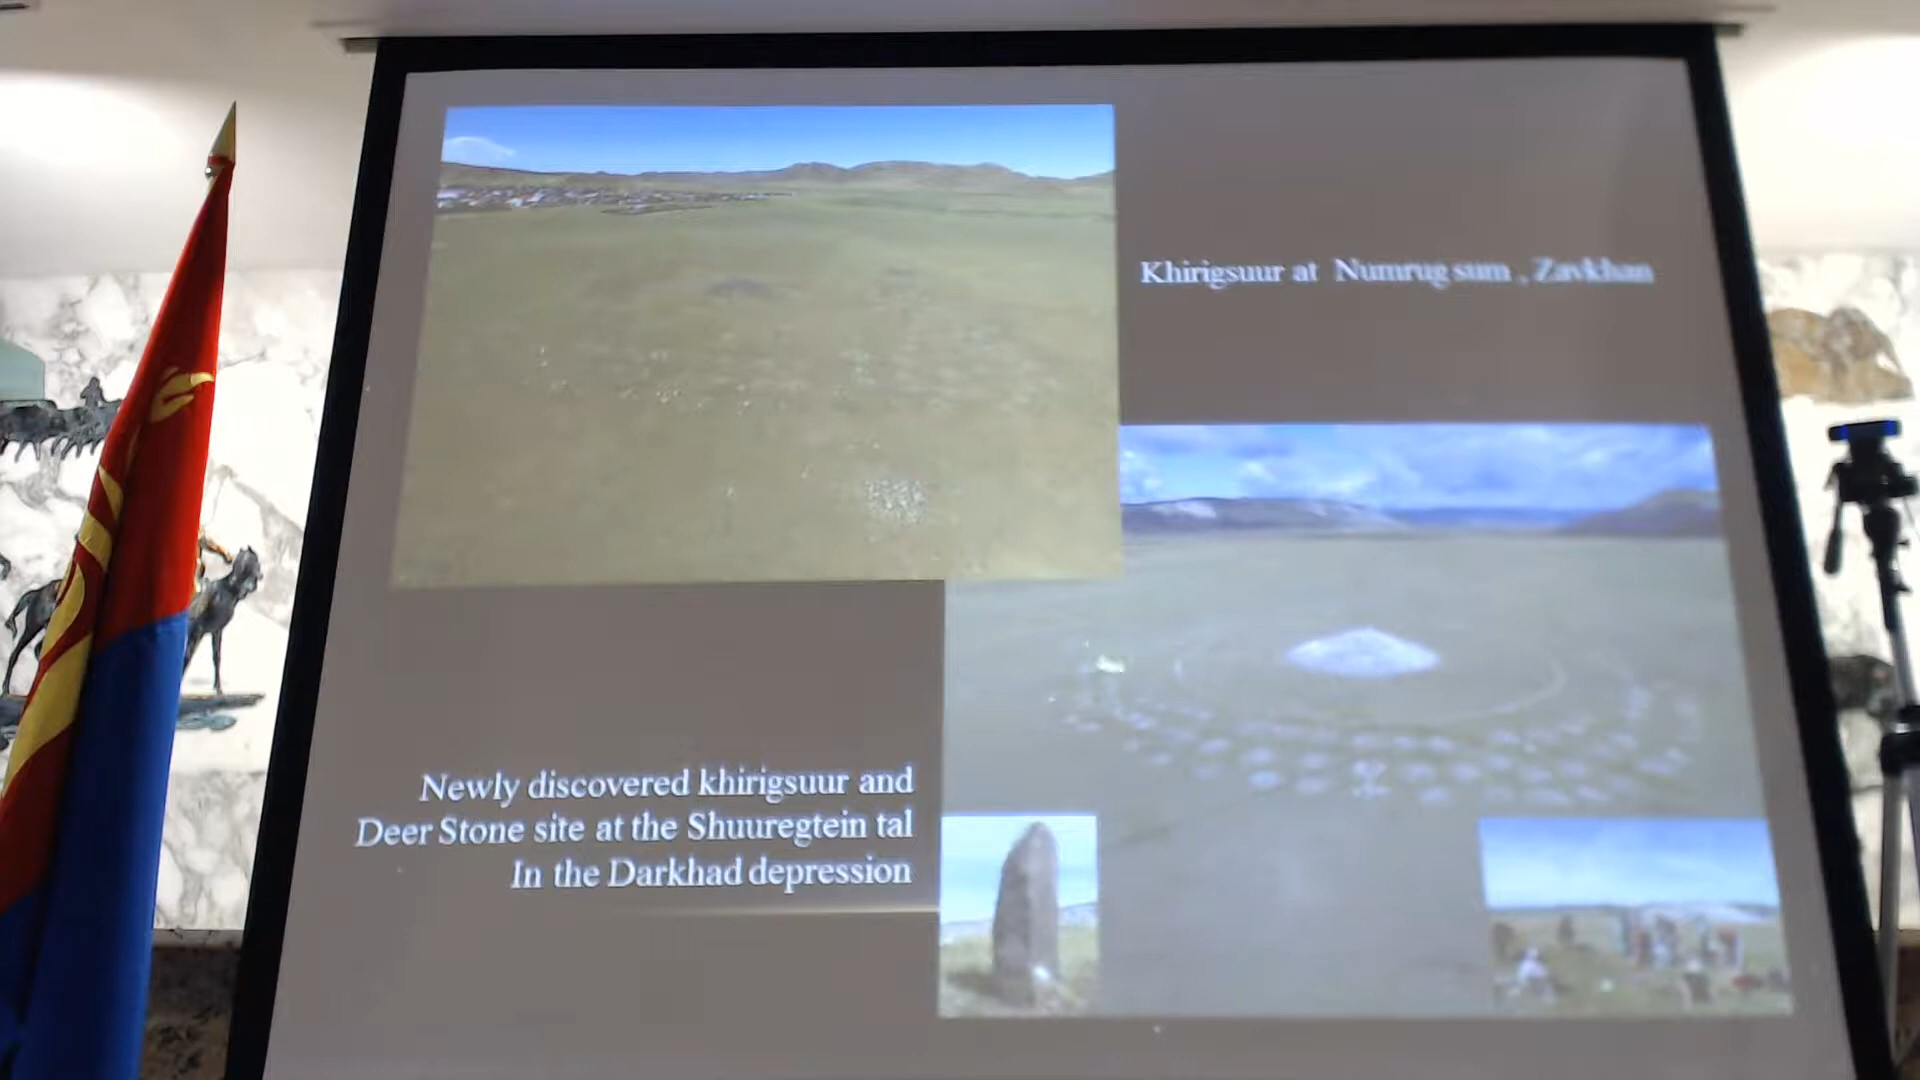 Khirigsuur at Numrug sum , Zavkhan
Newly discovered khirigsuur and
Deer Stone site at the Shuuregtein tal
In the Darkhad depression